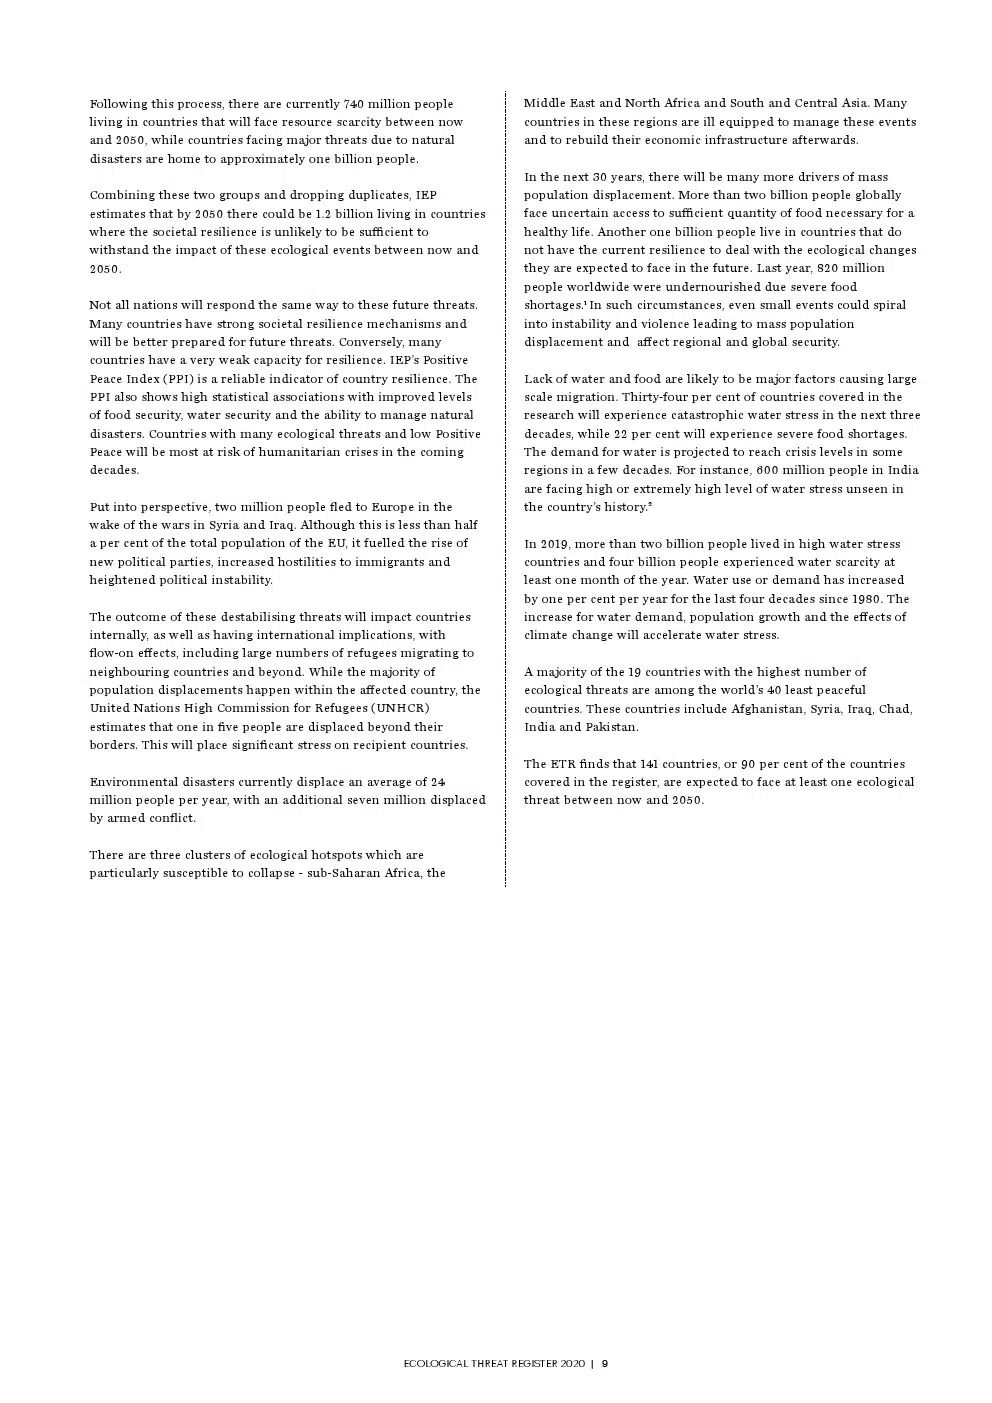 Following this process, there are currently 740 million people
living in countries that will face resource scarcity between now
and 2050, while countries facing major threats due to natural
disasters are home to approximately one billion people.
Combining these two groups and dropping duplicates, IEP
estimates that by 2050 there could be 1.2 billion living in countries
where the societal resilience is unlikely to be sufficient to
withstand the impact of these ecological events between now and
2050.
Not all nations will respond the same way to these future threats.
Many countries have strong societal resilience mechanisms and
will be better prepared for future threats. Conversely, many
countries have a very weak capacity for resilience. IEP's Positive
Peace Index (PPI) is a reliable indicator of country resilience. The
PPI also shows high statistical associations with improved levels
of food security, water security and the ability to manage natural
disasters. Countries with many ecological threats and low Positive
Peace will be most at risk of humanitarian crises in the coming
decades.
Put into perspective, two million people fled to Europe in the
wake of the wars in Syria and Iraq. Although this is less than half
a per cent of the total population of the EU, it fuelled the rise of
new political parties, increased hostilities to immigrants and
heightened political instability.
The outcome of these destabilising threats will impact countries
internally, as well as having international implications, with
flow-on effects, including large numbers of refugees migrating to
neighbouring countries and beyond. While the majority of
population displacements happen within the affected country, the
United Nations High Commission for Refugees (UNHCR)
estimates that one in five people are displaced beyond their
borders. This will place significant stress on recipient countries.
Environmental disasters currently displace an average of 24
million people per year, with an additional seven million displaced
by armed conflict.
There are three clusters of ecological hotspots which are
particularly susceptible to collapse - sub-Saharan Africa, the
Middle East and North Africa and South and Central Asia. Many
countries in these regions are ill equipped to manage these events
and to rebuild their economic infrastructure afterwards.
In the next 30 years, there will be many more drivers of mass
population displacement. More than two billion people globally
face uncertain access to sufficient quantity of food necessary for a
healthy life. Another one billion people live in countries that do
not have the current resilience to deal with the ecological changes
they are expected to face in the future. Last year, 820 million
people worldwide were undernourished due severe food
shortages.¹ In such circumstances, even small events could spiral
into instability and violence leading to mass population
displacement and  affect regional and global security.
Lack of water and food are likely to be major factors causing large
scale migration. Thirty-four per cent of countries covered in the
research will experience catastrophic water stress in the next three
decades, while 22 per cent will experience severe food shortages.
The demand for water is projected to reach crisis levels in some
regions in a few decades. For instance, 600 million people in India
are facing high or extremely high level of water stress unseen in
the country's history.²
In 2019, more than two billion people lived in high water stress
countries and four billion people experienced water scarcity at
least one month of the year. Water use or demand has increased
by one per cent per year for the last four decades since 1980. The
increase for water demand, population growth and the effects of
climate change will accelerate water stress.
A majority of the 19 countries with the highest number of
ecological threats are among the world's 40 least peaceful
countries. These countries include Afghanistan, Syria, Iraq, Chad,
India and Pakistan.
The ETR finds that 141 countries, or 90 per cent of the countries
covered in the register, are expected to face at least one ecological
threat between now and 2050.
ECOLOGICAL THREAT REGISTER 2020 | 9